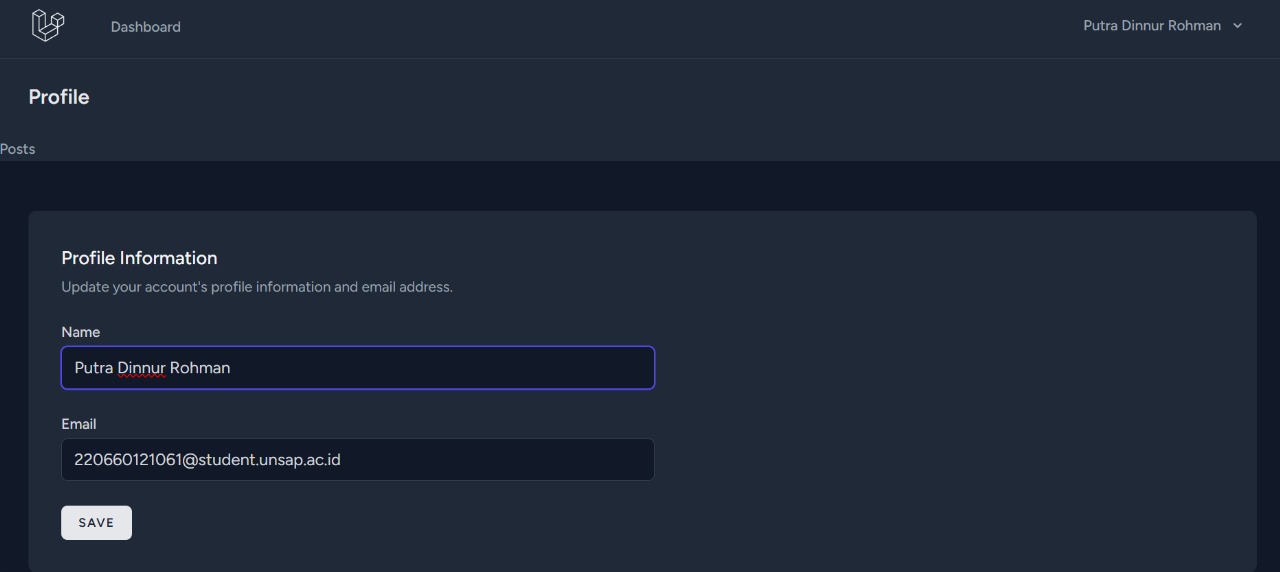 Dashboard
Putra Dinnur Rohman
Profile
Posts
Profile Information
Update your account's profile information and email address.
Name
Putra Dinnur Rohman
Email
220660121061@student.unsap.ac.id
SAVE